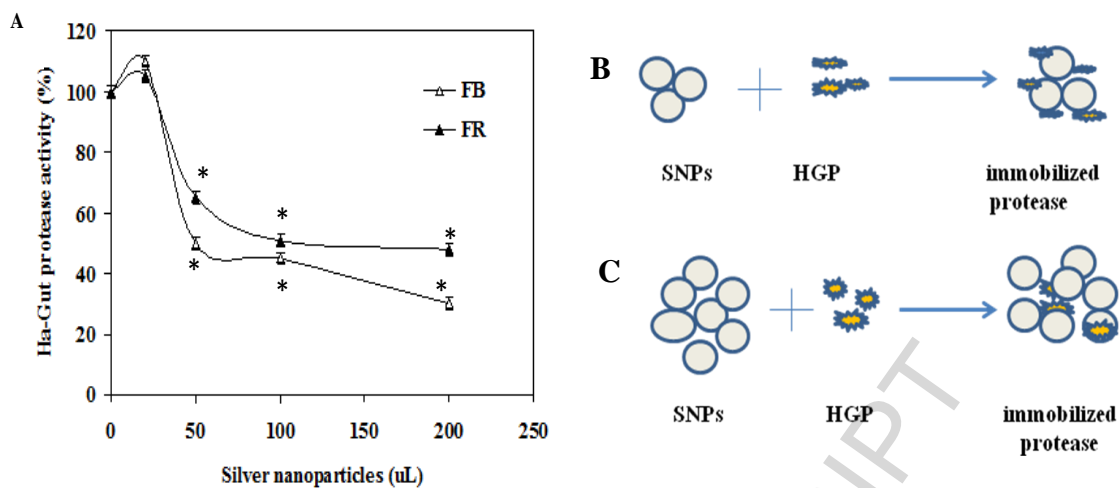 A
Ha-Gut protease activity (%)
120
100
80
60
40
20
0
FB
FR
*
*
*
*
*
*
0 50 100 150 200 250
Silver nanoparticles (uL)
B
SNPs HGP immobilized
protease
C
SNPs HGP immobilized
protease
IPT